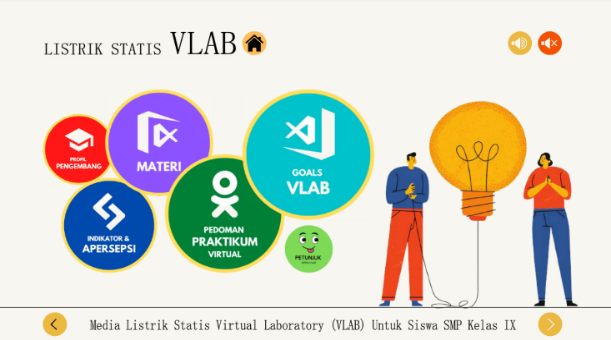 LISTRIK STATIS VLAB
PROFIL
PENGEMBANG
MATERI
GOALS
VLAB
INDIKATOR &
APERSEPSI
PEDOMAN
PRAKTIKUM
VIRTUAL
PETUNJUK
Media Listrik Statis Virtual Laboratory (VLAB) Untuk Siswa SMP Kelas IX